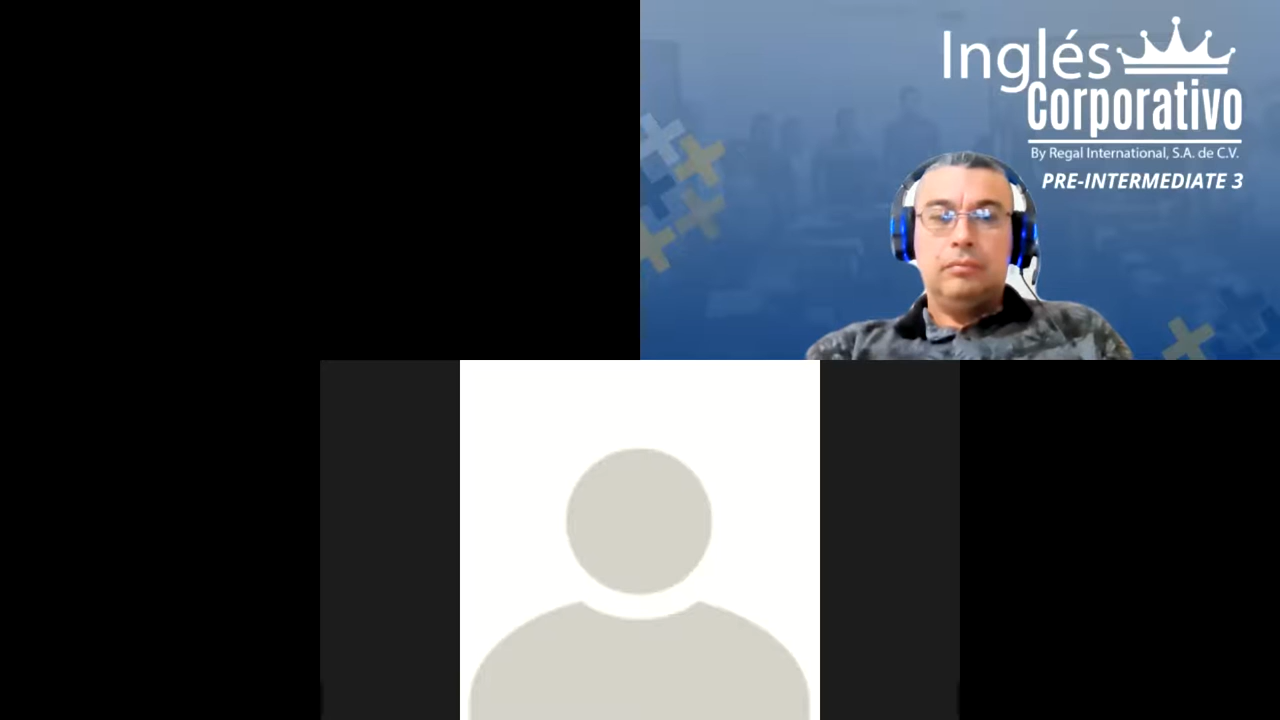 Inglés
Corporativo
By Regal International, S.A. de C.V.
PRE-INTERMEDIATE 3